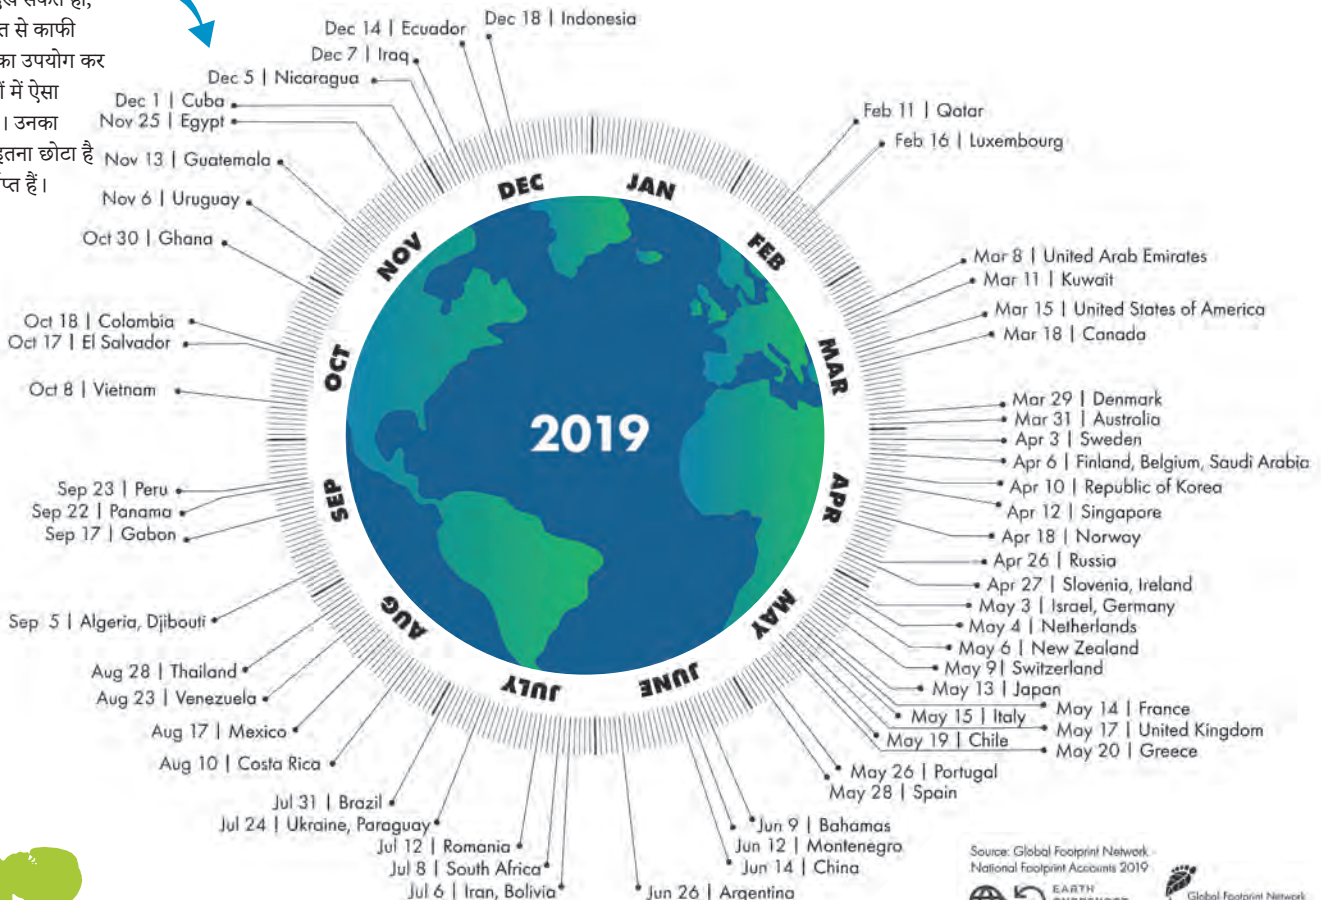 त से काफी
का उपयोग कर
में ऐसा
। उनका
इतना छोटा है
प्त हैं।
Dec 18 | Indonesia
Dec 14 | Ecuador
Dec 7 | Iraq
Dec 5 | Nicaragua
Dec 1 | Cuba
Nov 25 | Egypt
Nov 13 | Guatemala
Nov 6 | Uruguay
Oct 30 | Ghana
Oct 18 | Colombia
Oct 17 | El Salvador
Oct 8 | Vietnam
Sep 23 | Peru
Sep 22 | Panama
Sep 17 | Gabon
Sep 5 | Algeria, Djibouti
Aug 28 | Thailand
Aug 23 | Venezuela
Aug 17 | Mexico
Aug 10 | Costa Rica
Jul 31 | Brazil
Jul 24 | Ukraine, Paraguay
Jul 12 | Romania
Jul 8 | South Africa
Jul 6 | Iran, Bolivia
Feb 11 | Qatar
Feb 16 | Luxembourg
Mar 8 | United Arab Emirates
Mar 11 | Kuwait
Mar 15 | United States of America
Mar 18 | Canada
Mar 29 | Denmark
Mar 31 | Australia
Apr 3 | Sweden
Apr 6 | Finland, Belgium, Saudi Arabia
Apr 10 | Republic of Korea
Apr 12 | Singapore
Apr 18 | Norway
Apr 26 | Russia
Apr 27 | Slovenia, Ireland
May 3 | Israel, Germany
May 4 | Netherlands
May 6 | New Zealand
May 9| Switzerland
May 13 | Japan
May 14 | France
May 15 | Italy
May 17 | United Kingdom
May 19 | Chile
May 20 | Greece
May 26 | Portugal
May 28 | Spain
Jun 9 | Bahamas
Jun 12 | Montenegro
Jun 14 | China
Jun 26 | Argentina
JAN
FEB
MAR
APR
MAY
JUNE
JULY
AUG
SEP
OCT
NOV
DEC
2019
Source: Global Footprint Network
National Footprint Accounts 2019
EARTH
Global Footprint Network